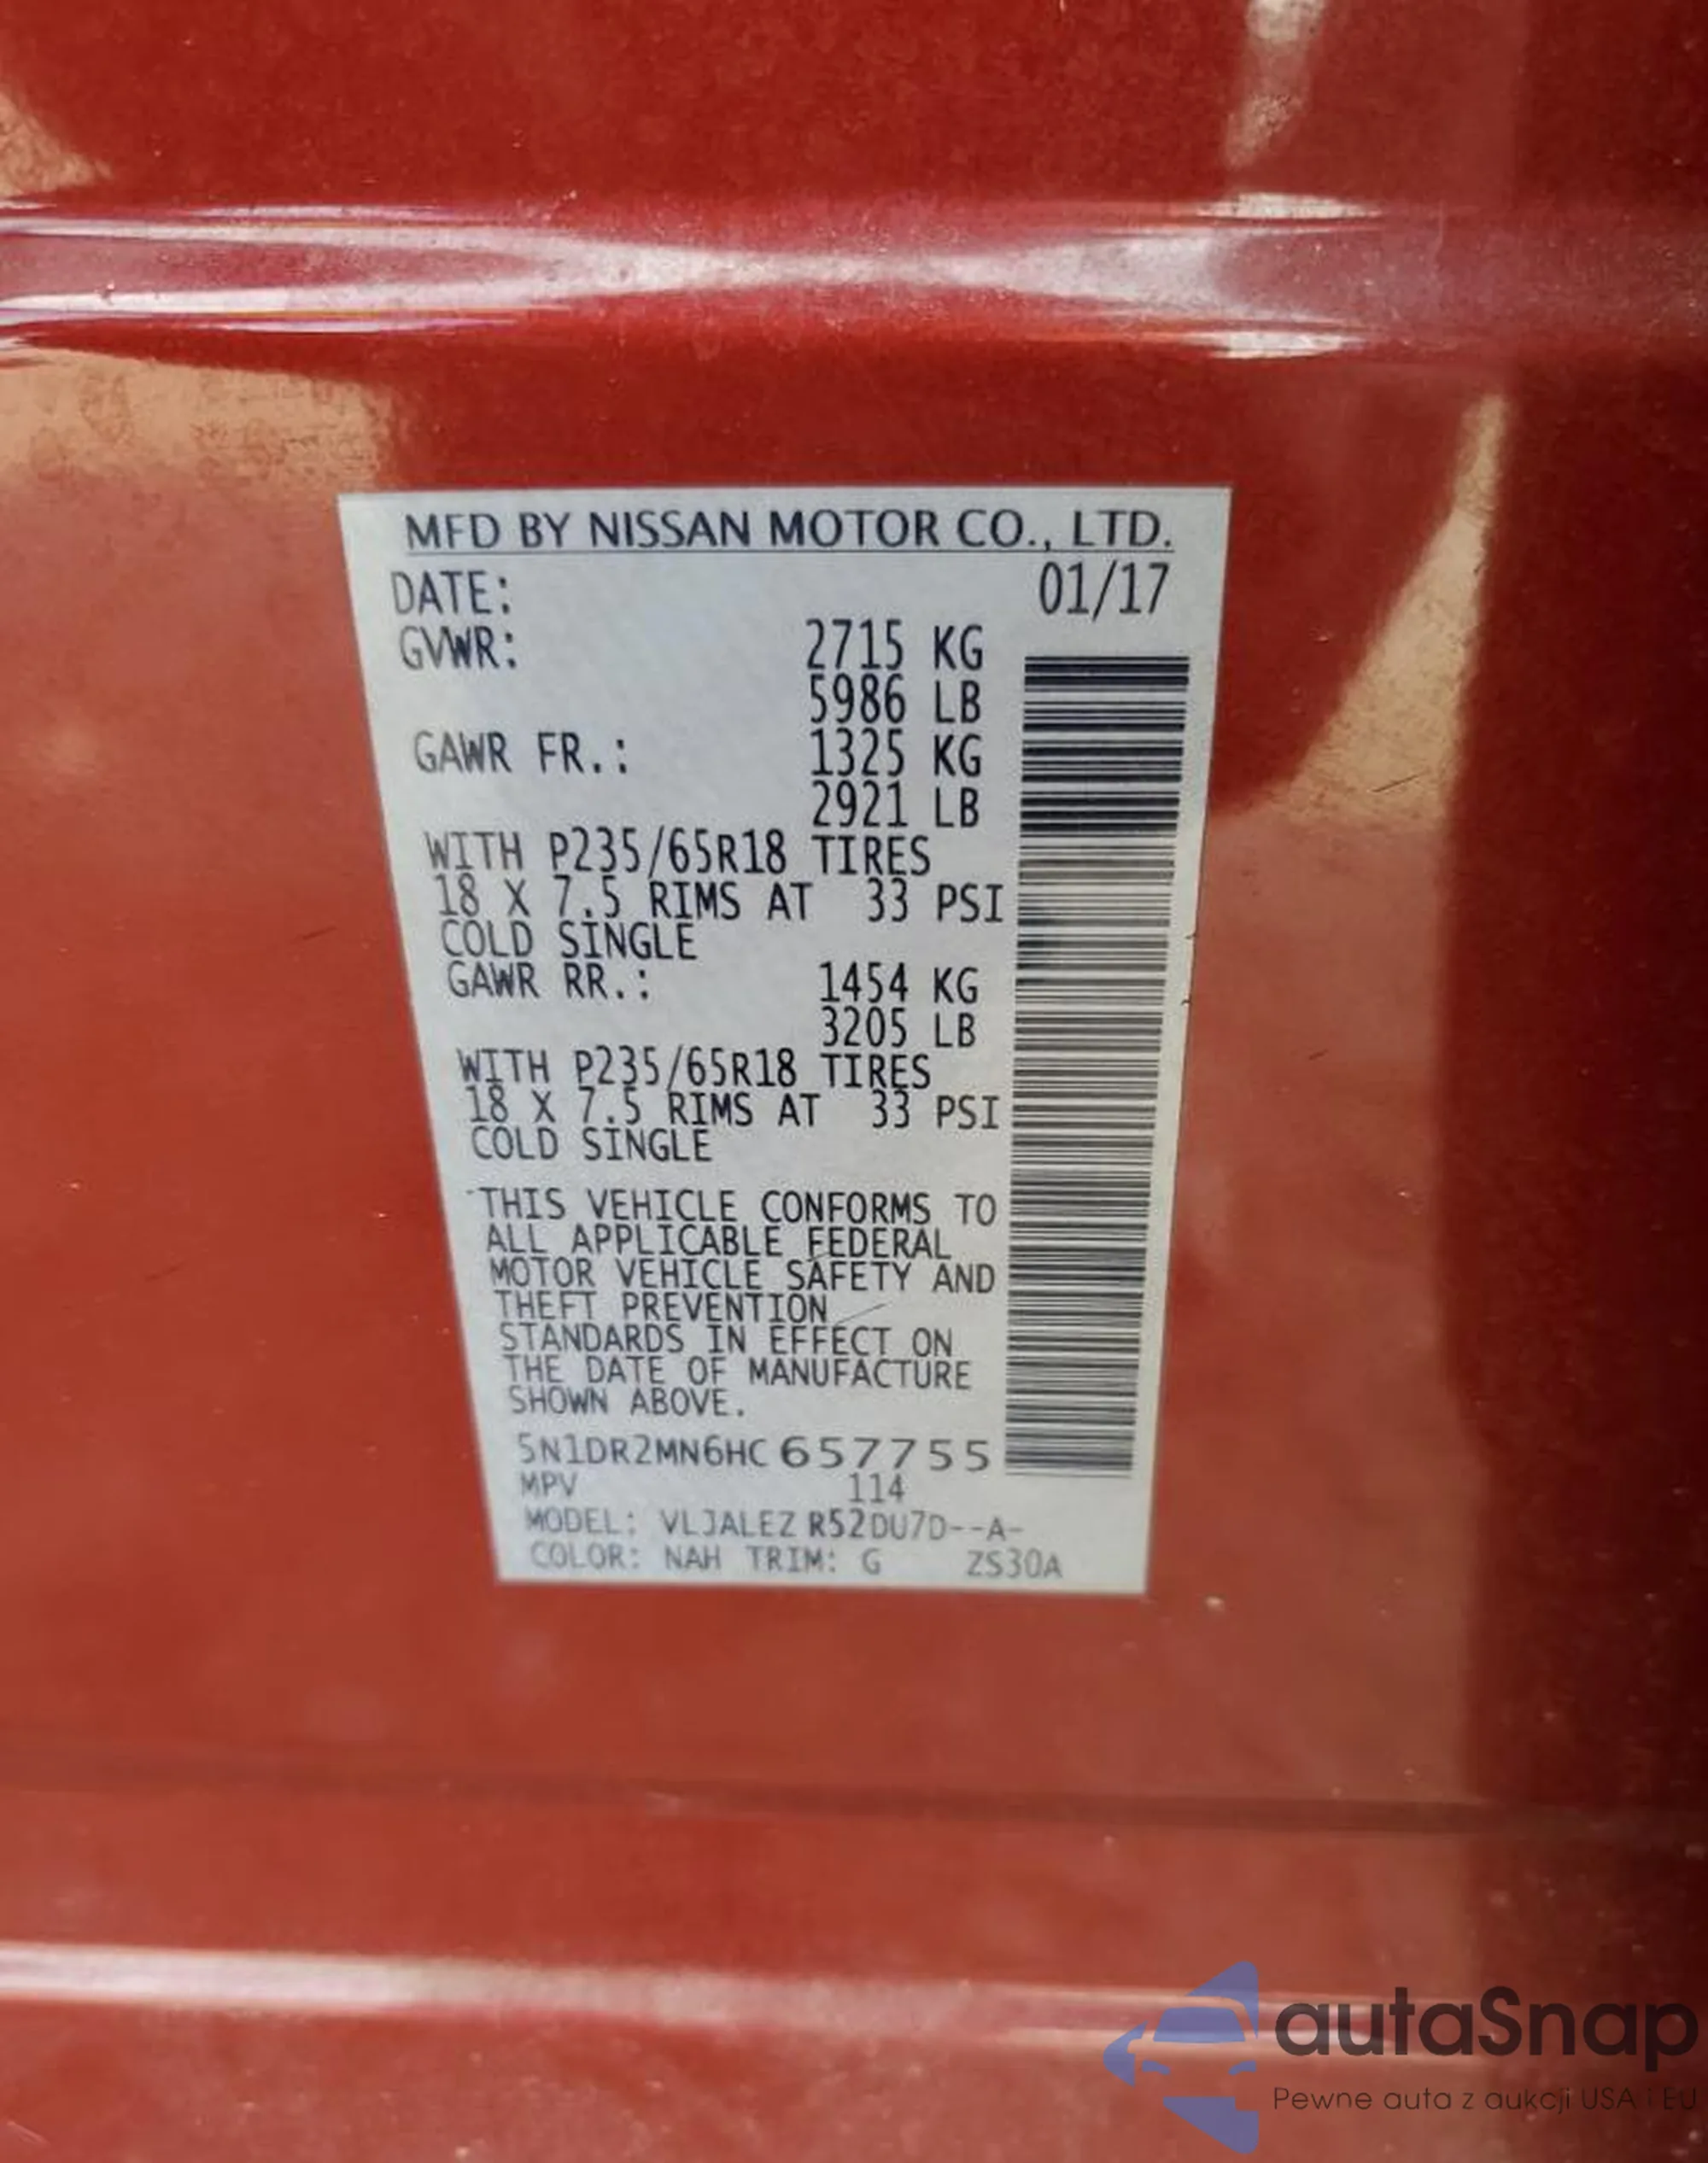 MFD BY NISSAN MOTOR CO., LTD.
DATE: 01/17
GVWR: 2715 KG
5986 LB
GAWR FR.: 1325 KG
2921 LB
WITH P235/65R18 TIRES
18 X 7.5 RIMS AT 33 PSI
COLD SINGLE
GAWR RR.: 1454 KG
3205 LB
WITH P235/65R18 TIRES
18 X 7.5 RIMS AT 33 PSI
COLD SINGLE
THIS VEHICLE CONFORMS TO
ALL APPLICABLE FEDERAL
MOTOR VEHICLE SAFETY AND
THEFT PREVENTION
STANDARDS IN EFFECT ON
THE DATE OF MANUFACTURE
SHOWN ABOVE.
5N1DR2MN6HC657755
MPV 114
MODEL: VLJALEZ R52DU7D--A-
COLOR: NAH TRIM: G ZS30A
autaSnap
Pewne auta z aukcji USA i EU